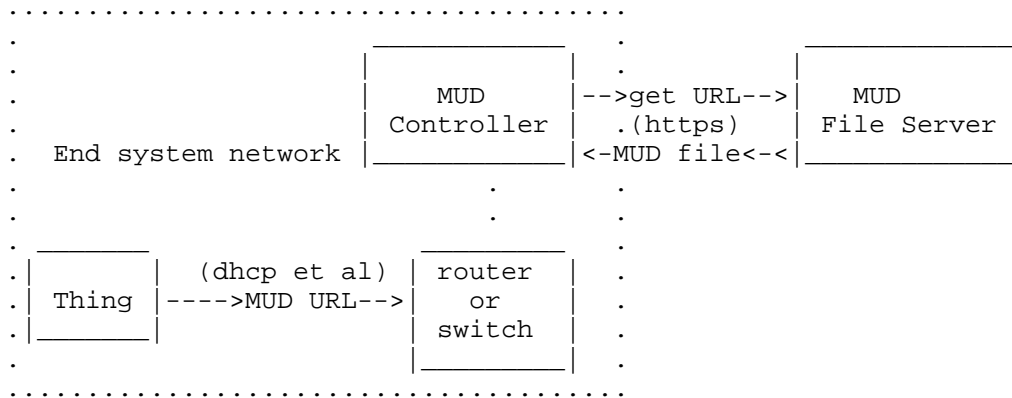 MUD -->get URL--> MUD
Controller .(https) File Server
End system network <-MUD file<-<
(dhcp et al) router
Thing ---->MUD URL--> or
switch